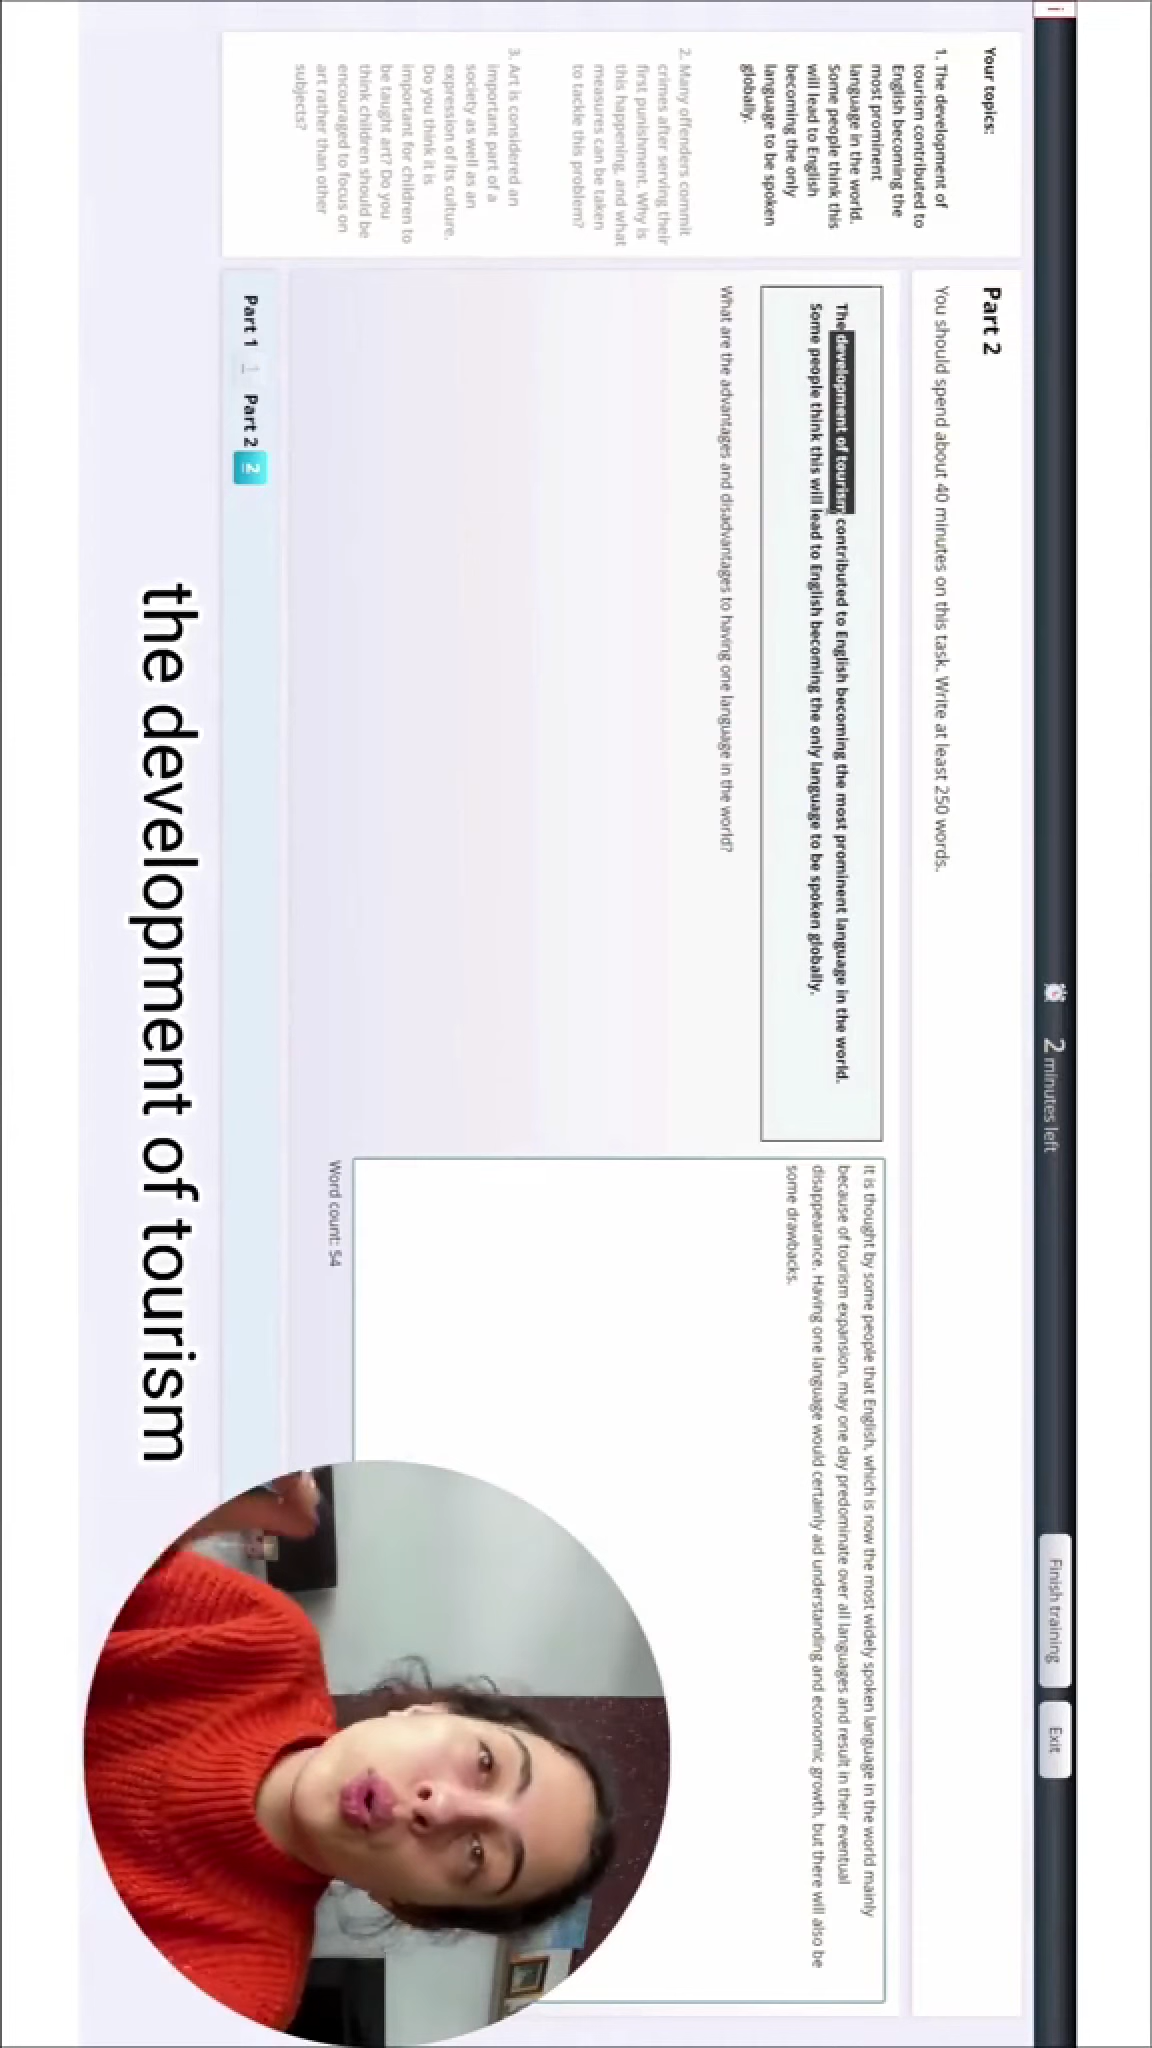 2 minutes left
Finish training
Exit
Your topics:
1. The development of
tourism contributed to
English becoming the
most prominent
language in the world.
Some people think this
will lead to English
becoming the only
language to be spoken
globally.
2. Many offenders commit
crimes after serving their
first punishment. Why is
this happening, and what
measures can be taken
to tackle this problem?
3. Art is considered an
important part of a
society as well as an
expression of its culture.
Do you think it is
important for children to
be taught art? Do you
think children should be
encouraged to focus on
art rather than other
subjects?
Part 2
You should spend about 40 minutes on this task. Write at least 250 words.
The development of tourism contributed to English becoming the most prominent language in the world.
Some people think this will lead to English becoming the only language to be spoken globally.
What are the advantages and disadvantages to having one language in the world?
It is thought by some people that English, which is now the most widely spoken language in the world mainly
because of tourism expansion, may one day predominate over all languages and result in their eventual
disappearance. Having one language would certainly aid understanding and economic growth, but there will also be
some drawbacks.
Word count: 54
Part 1 1 Part 2 2
the development of tourism